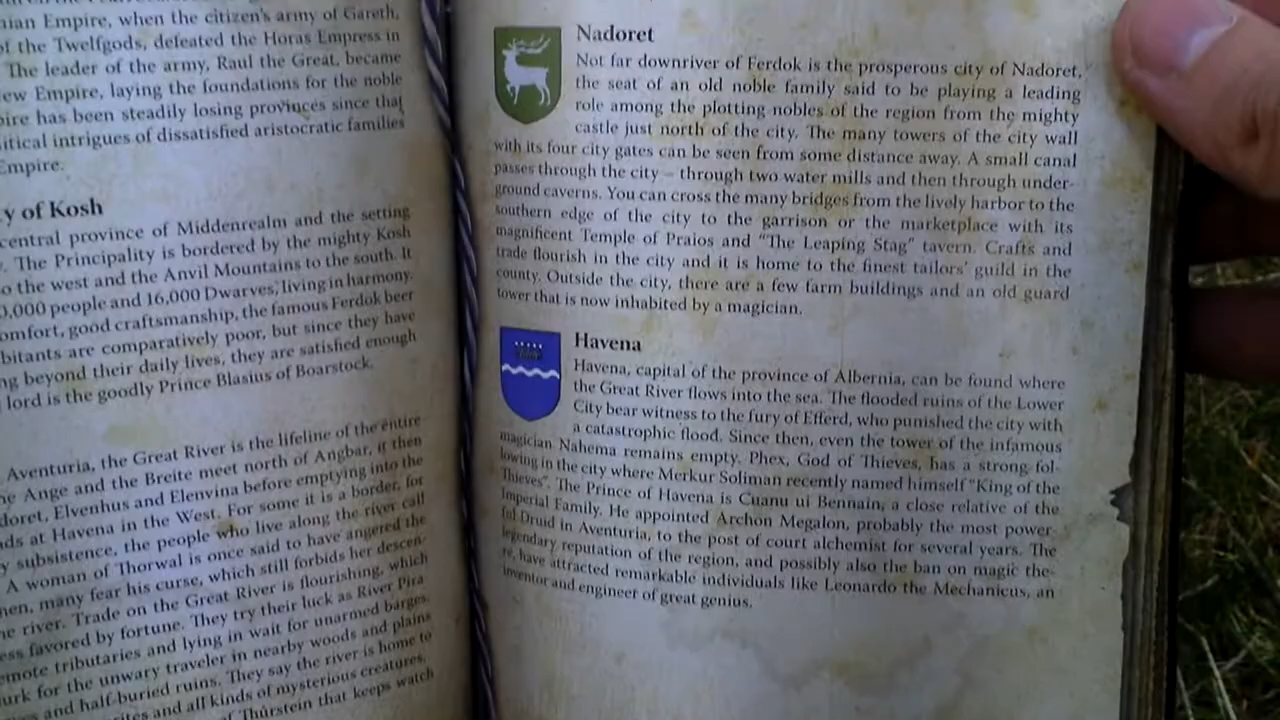 nian Empire, when the citizen's army of Gareth,
of the Twelfgods, defeated the Horas Empress in
The leader of the army, Raul the Great, became
ew Empire, laying the foundations for the noble
pire has been steadily losing provinces since that
itical intrigues of dissatisfied aristocratic families
Empire.
y of Kosh
central province of Middenrealm and the setting
. The Principality is bordered by the mighty Kosh
o the west and the Anvil Mountains to the south. It
0,000 people and 16,000 Dwarves, living in harmony.
omfort, good craftsmanship, the famous Ferdok beer
bitants are comparatively poor, but since they have
ng beyond their daily lives, they are satisfied enough
lord is the goodly Prince Blasius of Boarstock.
Aventuria, the Great River is the lifeline of the entire
he Ange and the Breite meet north of Angbar, it then
doret, Elvenhus and Elenvina before emptying into the
nds at Havena in the West. For some it is a border, for
y subsistence, the people who live along the river call
A woman of Thorwal is once said to have angered the
hen, many fear his curse, which still forbids her descen-
he river. Trade on the Great River is flourishing, which
ess favored by fortune. They try their luck as River Pira-
emote tributaries and lying in wait for unarmed barges.
urk for the unwary traveler in nearby woods and plains
and half-buried ruins. They say the river is home to
rites and all kinds of mysterious creatures,
of Thûrstein that keeps watch
Nadoret
Not far downriver of Ferdok is the prosperous city of Nadoret,
the seat of an old noble family said to be playing a leading
role among the plotting nobles of the region from the mighty
castle just north of the city. The many towers of the city wall
with its four city gates can be seen from some distance away. A small canal
passes through the city – through two water mills and then through under-
ground caverns. You can cross the many bridges from the lively harbor to the
southern edge of the city to the garrison or the marketplace with its
magnificent Temple of Praios and "The Leaping Stag" tavern. Crafts and
trade flourish in the city and it is home to the finest tailors' guild in the
county. Outside the city, there are a few farm buildings and an old guard
tower that is now inhabited by a magician.
Havena
Havena, capital of the province of Albernia, can be found where
the Great River flows into the sea. The flooded ruins of the Lower
City bear witness to the fury of Efferd, who punished the city with
a catastrophic flood. Since then, even the tower of the infamous
magician Nahema remains empty. Phex, God of Thieves, has a strong fol-
lowing in the city where Merkur Soliman recently named himself "King of the
Thieves". The Prince of Havena is Cuanu ui Bennain, a close relative of the
Imperial Family. He appointed Archon Megalon, probably the most power-
ful Druid in Aventuria, to the post of court alchemist for several years. The
legendary reputation of the region, and possibly also the ban on magic the-
re, have attracted remarkable individuals like Leonardo the Mechanicus, an
inventor and engineer of great genius.